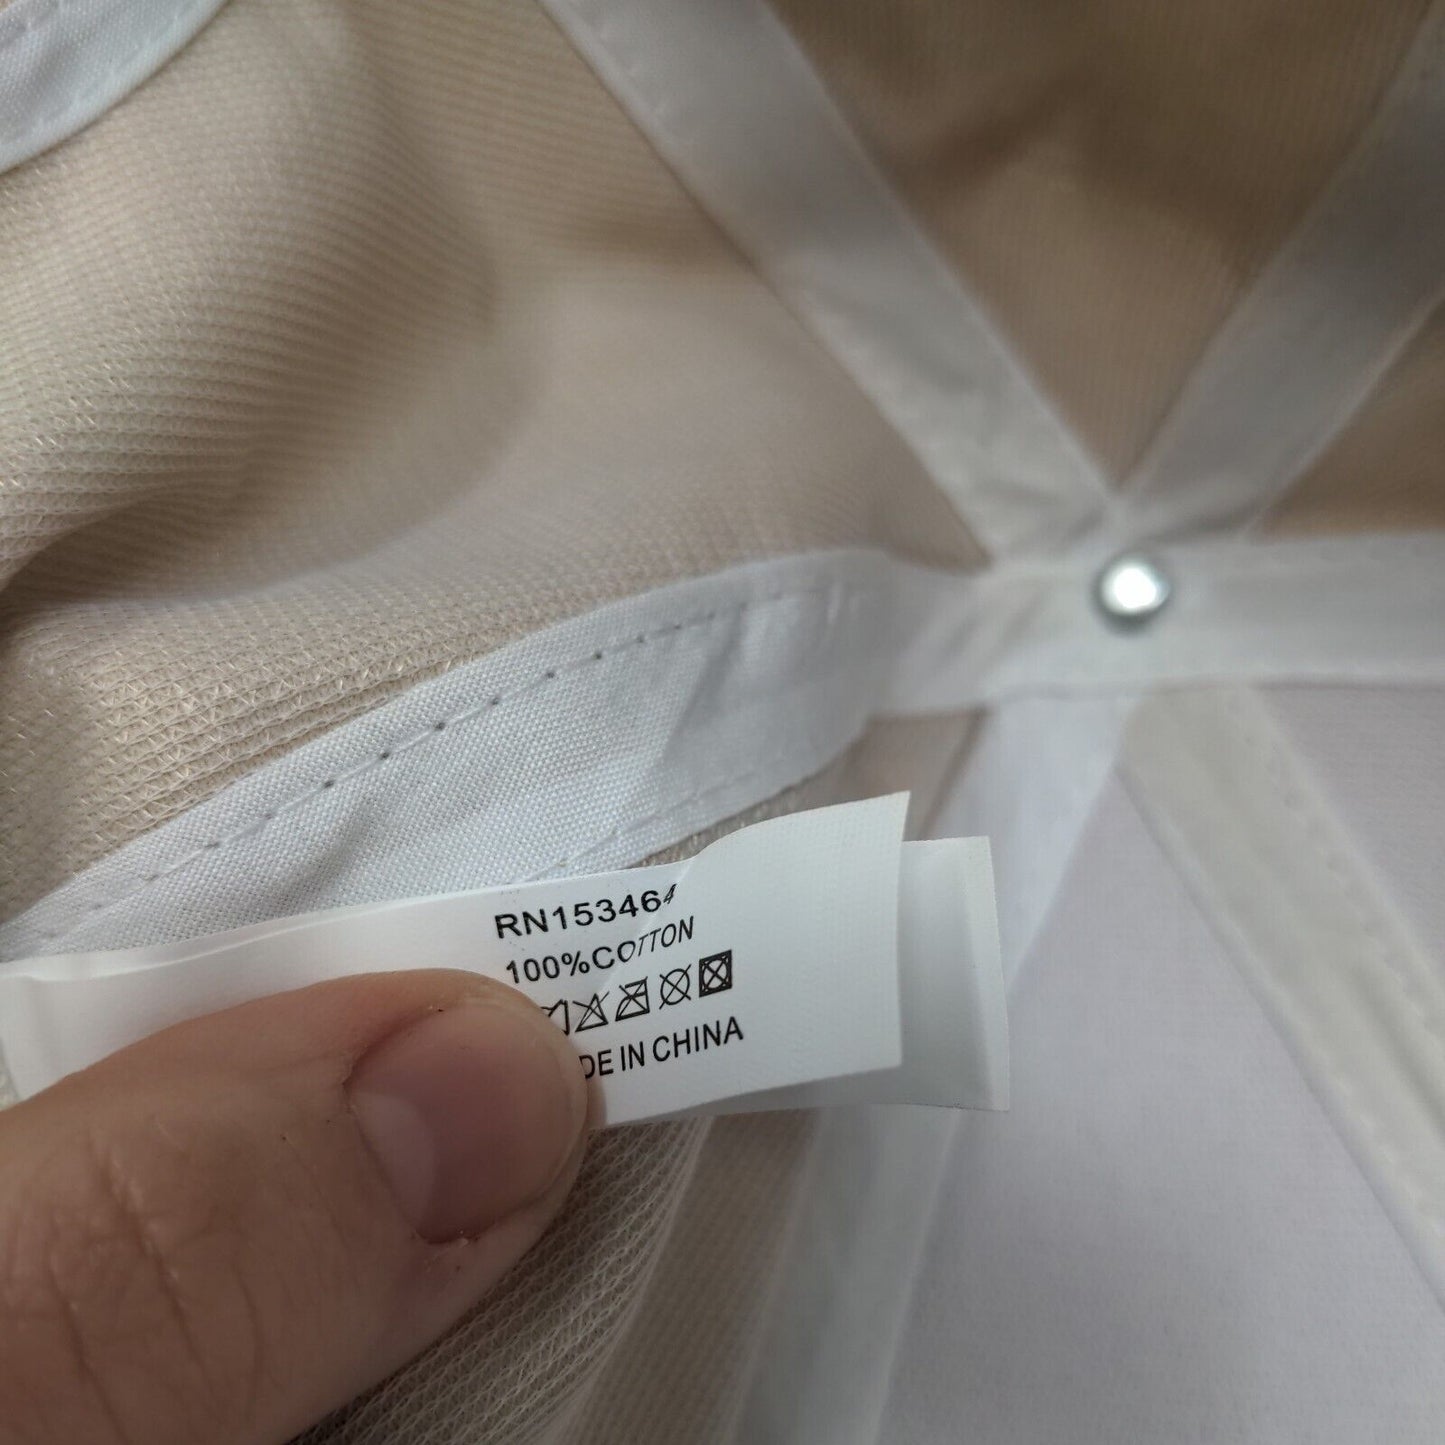 RN153464
100%COTTON
DE IN CHINA